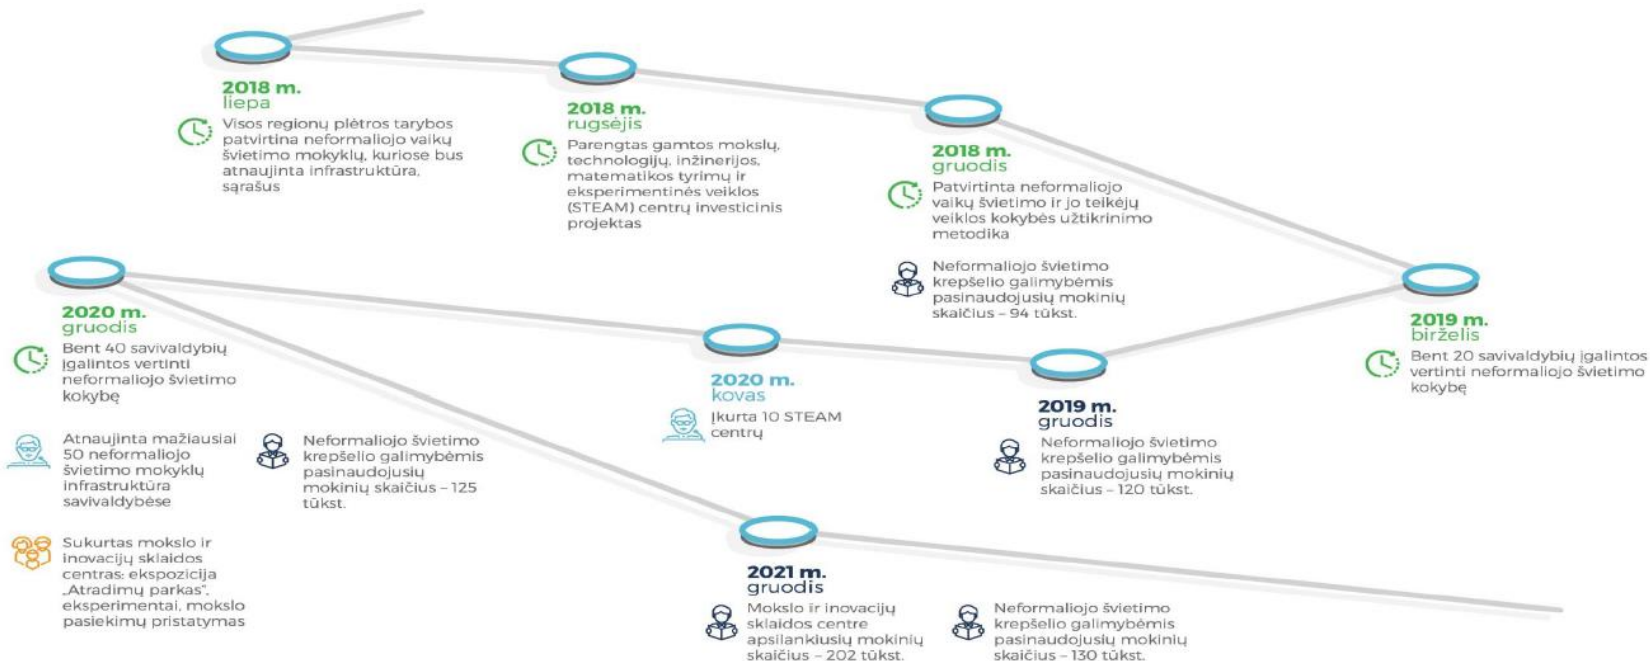 2018 m.
liepa
Visos regionų plėtros tarybos
patvirtina neformaliojo vaikų
švietimo mokyklų, kuriose bus
atnaujinta infrastruktūra,
sąrašus
2018 m.
rugsėjis
Parengtas gamtos mokslų,
technologijų, inžinerijos,
matematikos tyrimų ir
eksperimentinės veiklos
(STEAM) centrų investicinis
projektas
2018 m.
gruodis
Patvirtinta neformaliojo
vaikų švietimo ir jo teikėjų
veiklos kokybės užtikrinimo
metodika
Neformaliojo švietimo
krepšelio galimybėmis
pasinaudojusių mokinių
skaičius – 94 tūkst.
2019 m.
birželis
Bent 20 savivaldybių įgalintos
vertinti neformaliojo švietimo
kokybę
2019 m.
gruodis
Neformaliojo švietimo
krepšelio galimybėmis
pasinaudojusių mokinių
skaičius – 120 tūkst.
2020 m.
kovas
Įkurta 10 STEAM
centrų
2020 m.
gruodis
Bent 40 savivaldybių
įgalintos vertinti
neformaliojo švietimo
kokybę
Atnaujinta mažiausiai
50 neformaliojo
švietimo mokyklų
infrastruktūra
savivaldybėse
Neformaliojo švietimo
krepšelio galimybėmis
pasinaudojusių
mokinių skaičius – 125
tūkst.
Sukurtas mokslo ir
inovacijų sklaidos
centras: ekspozicija
„Atradimų parkas“,
eksperimentai, mokslo
pasiekimų pristatymas
2021 m.
gruodis
Mokslo ir inovacijų
sklaidos centre
apsilankiusių mokinių
skaičius – 202 tūkst.
Neformaliojo švietimo
krepšelio galimybėmis
pasinaudojusių mokinių
skaičius – 130 tūkst.